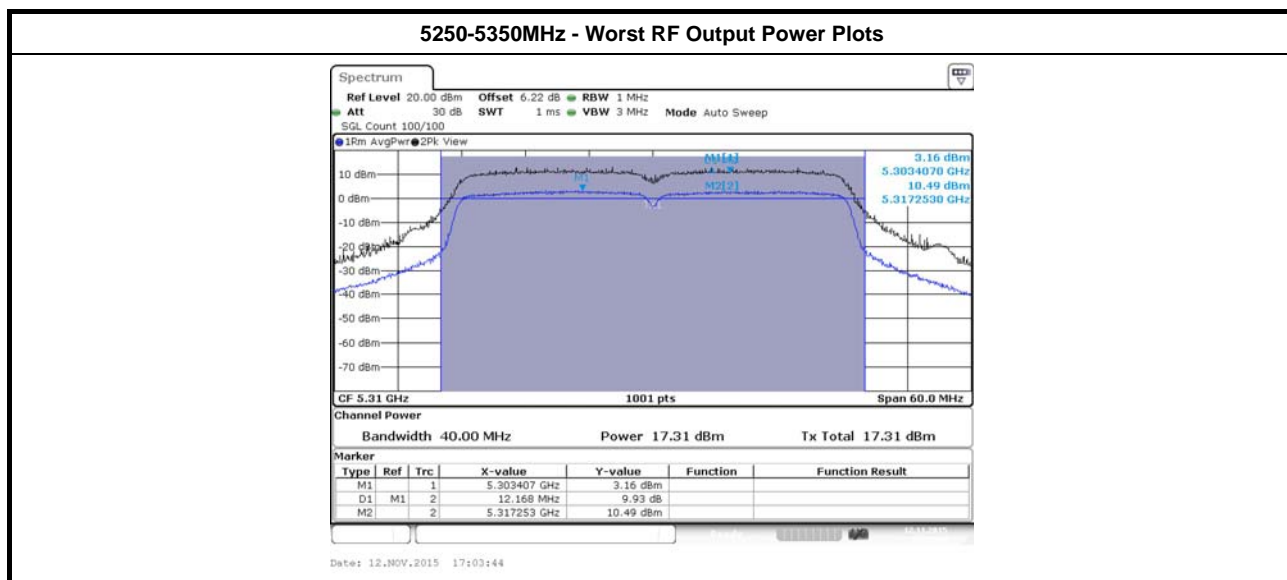 5250-5350MHz - Worst RF Output Power Plots
Spectrum
Ref Level 20.00 dBm Offset 6.22 dB RBW 1 MHz
Att 30 dB SWT 1 ms VBW 3 MHz Mode Auto Sweep
SGL Count 100/100
1Rm AvgPwr 2Pk View
3.16 dBm
10 dBm
M1
5.3034070 GHz
M2[2]
10.49 dBm
0 dBm
5.3172530 GHz
-10 dBm
-20 dBm
-30 dBm
-40 dBm
-50 dBm
-60 dBm
-70 dBm
CF 5.31 GHz 1001 pts Span 60.0 MHz
Channel Power
Bandwidth 40.00 MHz Power 17.31 dBm Tx Total 17.31 dBm
Marker
Type Ref Trc X-value Y-value Function Function Result
M1 1 5.303407 GHz 3.16 dBm
D1 M1 2 12.168 MHz 9.93 dB
M2 2 5.317253 GHz 10.49 dBm
Date: 12.NOV.2015 17:03:44